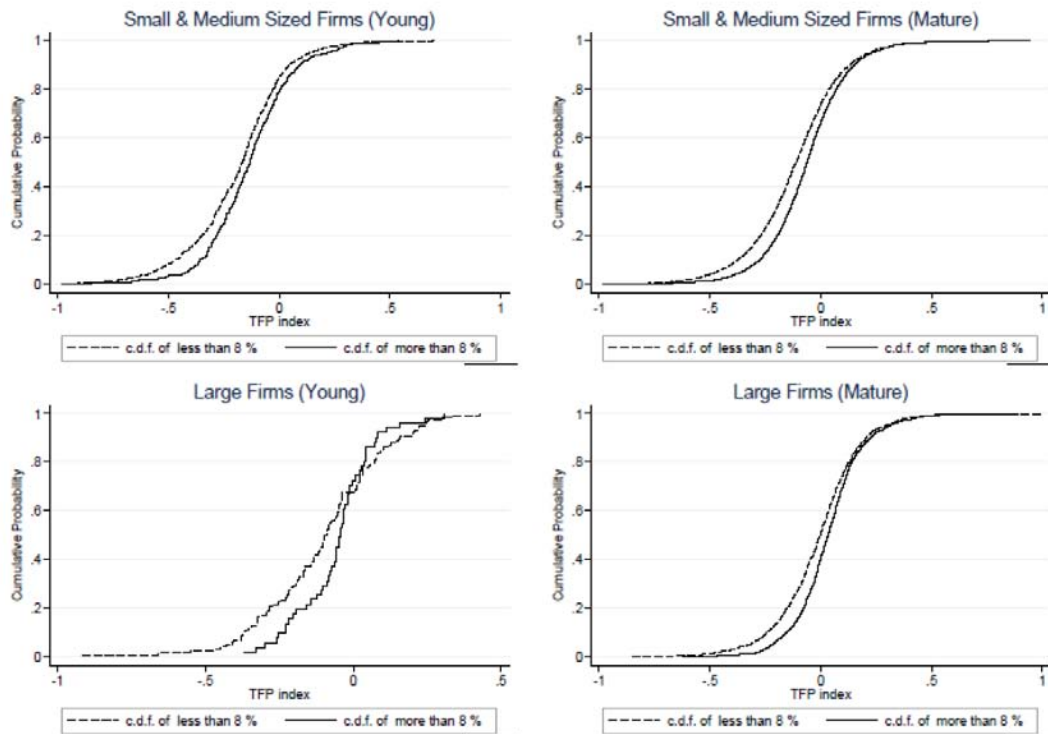 Small & Medium Sized Firms (Young)
Cumulative Probability
1
.8
.6
.4
.2
0
-1 -.5 0 .5 1
TFP index
c.d.f. of less than 8 % c.d.f. of more than 8 %
Small & Medium Sized Firms (Mature)
Cumulative Probability
1
.8
.6
.4
.2
0
-1 -.5 0 .5 1
TFP index
c.d.f. of less than 8 % c.d.f. of more than 8 %
Large Firms (Young)
Cumulative Probability
1
.8
.6
.4
.2
0
-1 -.5 0 .5
TFP index
c.d.f. of less than 8 % c.d.f. of more than 8 %
Large Firms (Mature)
Cumulative Probability
1
.8
.6
.4
.2
0
-1 -.5 0 .5 1
TFP index
c.d.f. of less than 8 % c.d.f. of more than 8 %